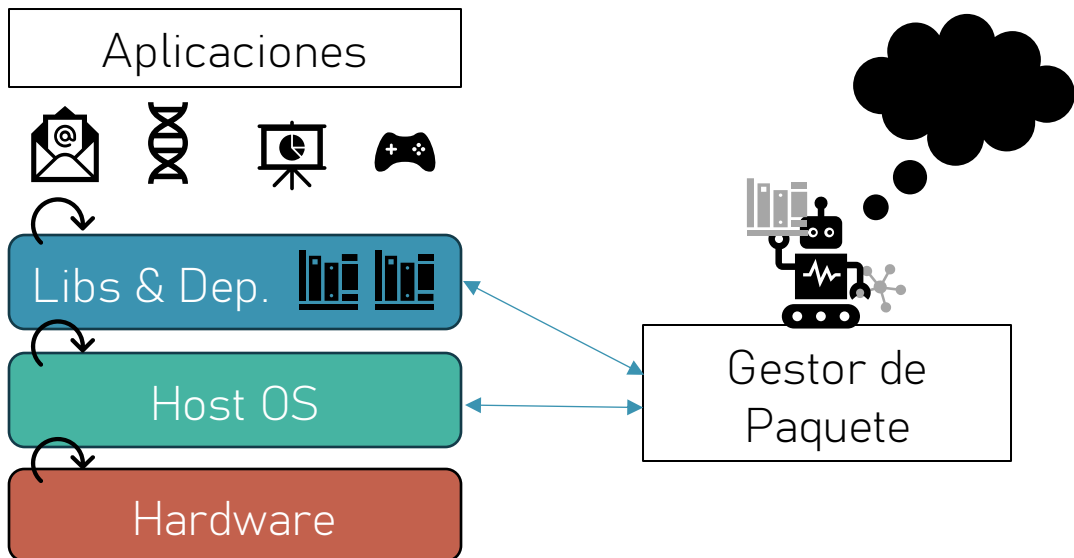 Aplicaciones
@
Libs & Dep.
Host OS
Hardware
Gestor de
Paquete